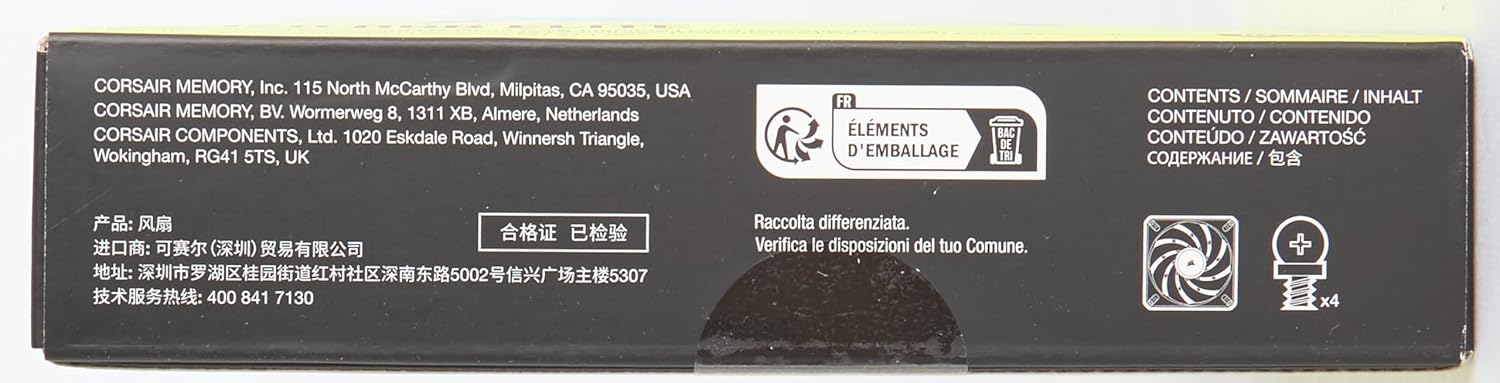 CORSAIR MEMORY, Inc. 115 North McCarthy Blvd, Milpitas, CA 95035, USA
CORSAIR MEMORY, BV. Wormerweg 8, 1311 XB, Almere, Netherlands
CORSAIR COMPONENTS, Ltd. 1020 Eskdale Road, Winnersh Triangle,
Wokingham, RG41 5TS, UK
产品: 风扇
进口商: 可赛尔(深圳)贸易有限公司
地址: 深圳市罗湖区桂园街道红村社区深南东路5002号信兴广场主楼5307
技术服务热线: 400 841 7130
合格证 已检验
FR
ÉLÉMENTS
D'EMBALLAGE
BAC
DE
TRI
Raccolta differenziata.
Verifica le disposizioni del tuo Comune.
CONTENTS / SOMMAIRE / INHALT
CONTENUTO / CONTENIDO
CONTEÚDO / ZAWARTOŚĆ
СОДЕРЖАНИЕ / 包含
x4